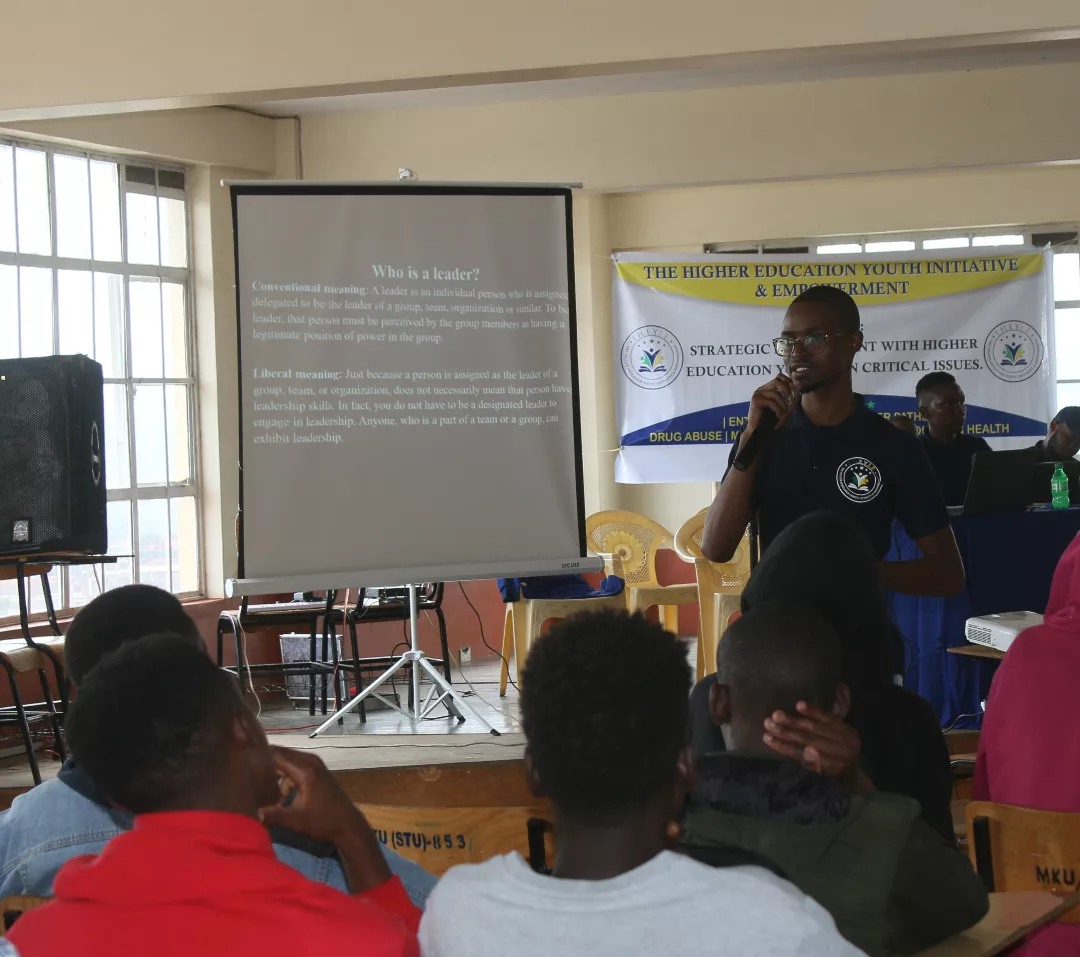 Who is a leader?
Conventional meaning: A leader is an individual person who is assigned
delegated to be the leader of a group, team, organization or similar. To be
leader, that person must be perceived by the group members as having a
legitimate position of power in the group.
Liberal meaning: Just because a person is assigned as the leader of a
group, team, or organization, does not necessarily mean that person have
leadership skills. In fact, you do not have to be a designated leader to
engage in leadership. Anyone, who is a part of a team or a group, can
exhibit leadership.
THE HIGHER EDUCATION YOUTH INITIATIVE
& EMPOWERMENT
STRATEGIC NT WITH HIGHER
EDUCATION N CRITICAL ISSUES.
DRUG ABUSE | HEALTH
U (STU)-853
MKU